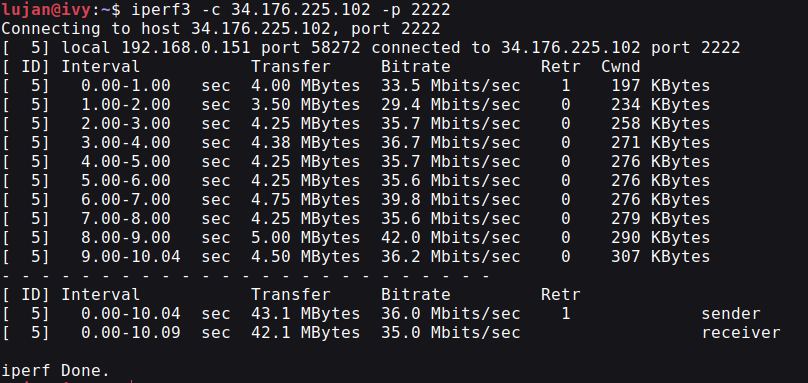 lujan@ivy:~$ iperf3 -c 34.176.225.102 -p 2222
Connecting to host 34.176.225.102, port 2222
[  5] local 192.168.0.151 port 58272 connected to 34.176.225.102 port 2222
[ ID] Interval           Transfer     Bitrate         Retr  Cwnd
[  5]   0.00-1.00   sec  4.00 MBytes  33.5 Mbits/sec    1    197 KBytes
[  5]   1.00-2.00   sec  3.50 MBytes  29.4 Mbits/sec    0    234 KBytes
[  5]   2.00-3.00   sec  4.25 MBytes  35.7 Mbits/sec    0    258 KBytes
[  5]   3.00-4.00   sec  4.38 MBytes  36.7 Mbits/sec    0    271 KBytes
[  5]   4.00-5.00   sec  4.25 MBytes  35.7 Mbits/sec    0    276 KBytes
[  5]   5.00-6.00   sec  4.25 MBytes  35.6 Mbits/sec    0    276 KBytes
[  5]   6.00-7.00   sec  4.75 MBytes  39.8 Mbits/sec    0    276 KBytes
[  5]   7.00-8.00   sec  4.25 MBytes  35.6 Mbits/sec    0    279 KBytes
[  5]   8.00-9.00   sec  5.00 MBytes  42.0 Mbits/sec    0    290 KBytes
[  5]   9.00-10.04  sec  4.50 MBytes  36.2 Mbits/sec    0    307 KBytes
- - - - - - - - - - - - - - - - - - - - - - - - -
[ ID] Interval           Transfer     Bitrate         Retr
[  5]   0.00-10.04  sec  43.1 MBytes  36.0 Mbits/sec    1             sender
[  5]   0.00-10.09  sec  42.1 MBytes  35.0 Mbits/sec                  receiver
iperf Done.